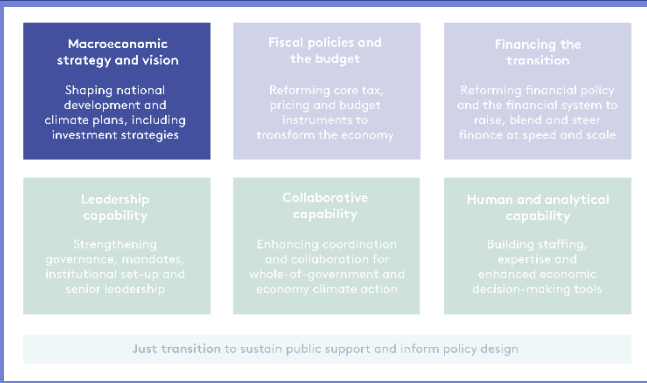 Macroeconomic
strategy and vision
Shaping national
development and
climate plans, including
investment strategies
Fiscal policies and
the budget
Reforming core tax,
pricing and budget
instruments to
transform the economy
Financing the
transition
Reforming financial policy
and the financial system to
raise, blend and steer
finance at speed and scale
Leadership
capability
Strengthening
governance, mandates,
institutional set-up and
senior leadership
Collaborative
capability
Enhancing coordination
and collaboration for
whole-of-government and
economy climate action
Human and analytical
capability
Building staffing,
expertise and
enhanced economic
decision-making tools
Just transition to sustain public support and inform policy design